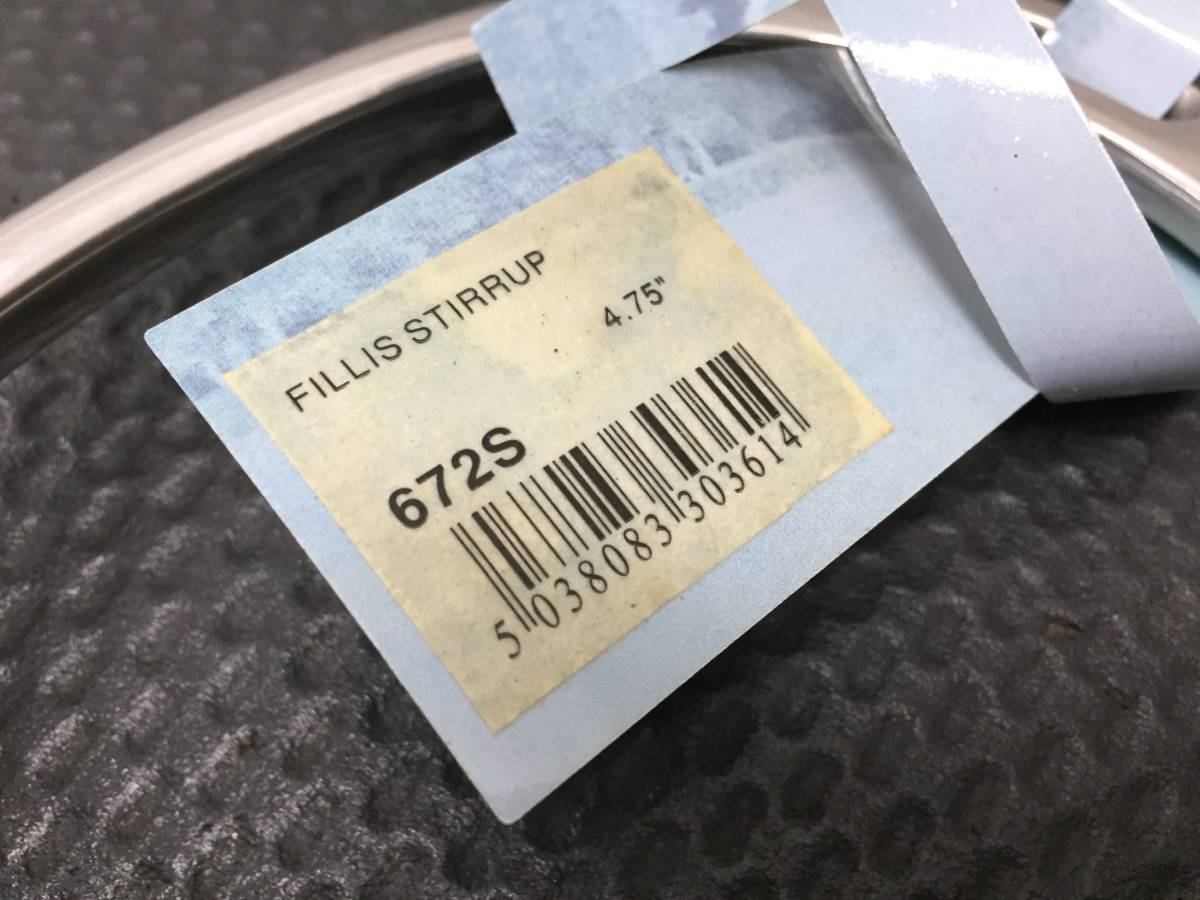 FILLIS STIRRUP
4.75"
672S
5 038083 303614